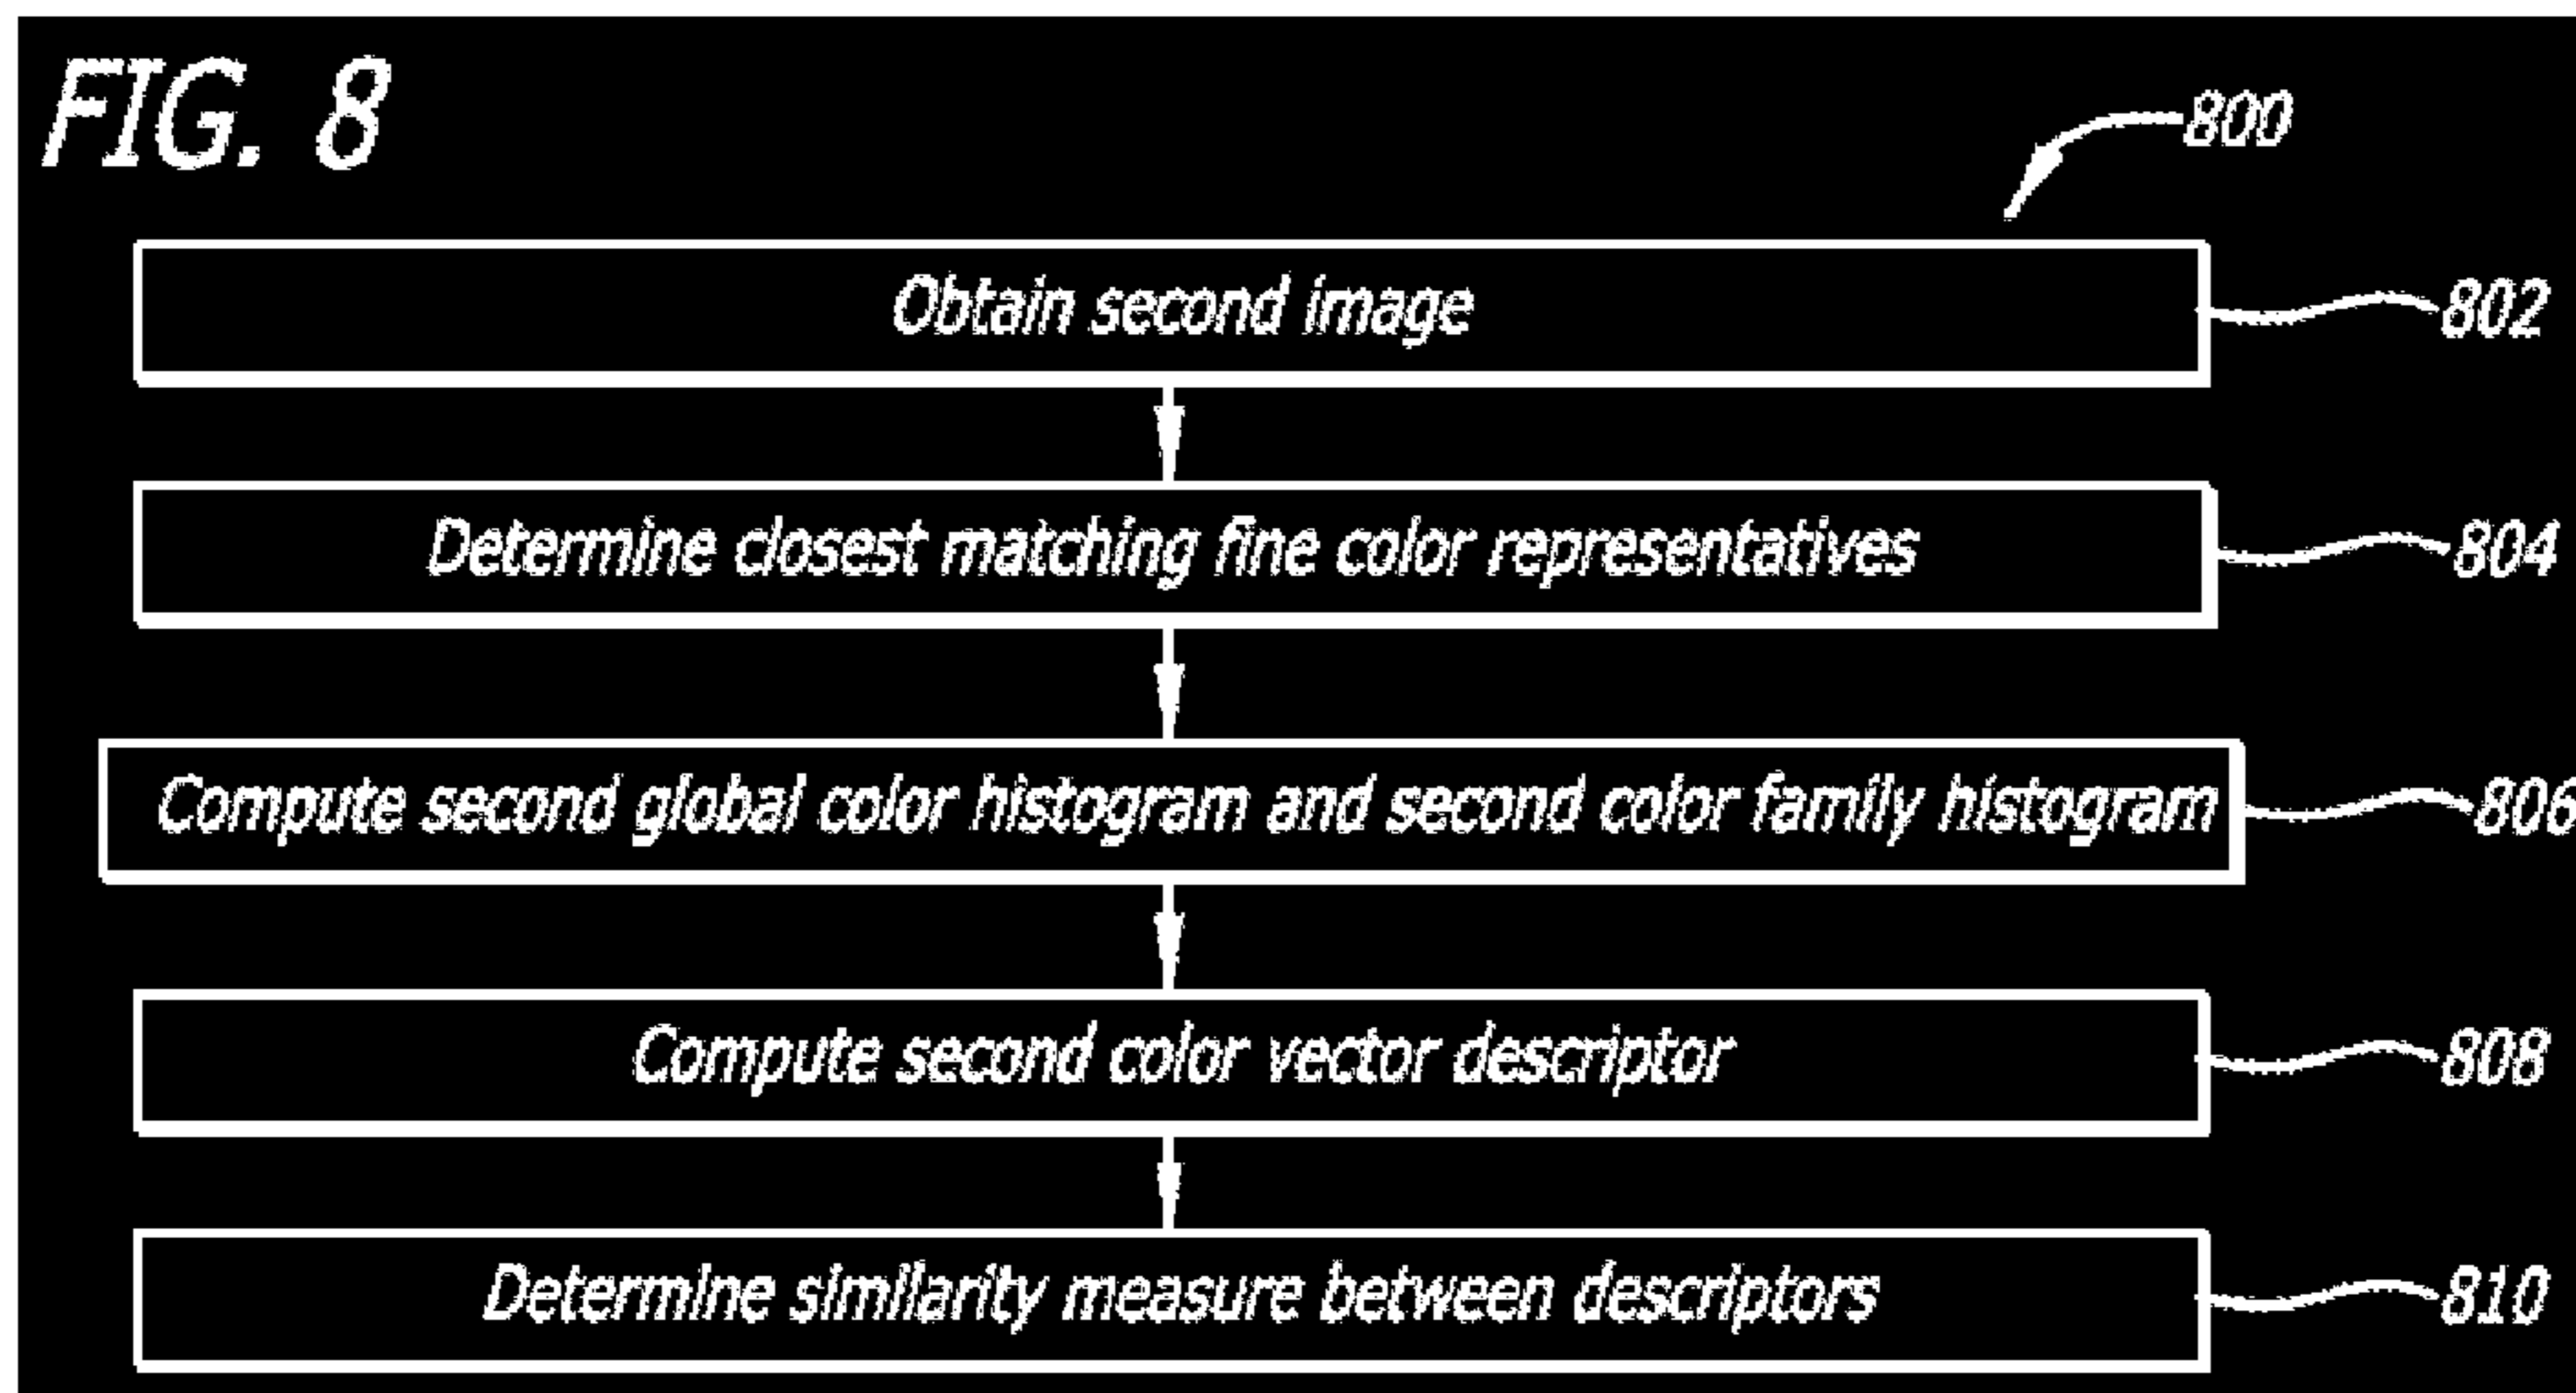 FIG. 8
800
Obtain second image
802
Determine closest matching fine color representatives
804
Compute second global color histogram and second color family histogram
806
Compute second color vector descriptor
808
Determine similarity measure between descriptors
810